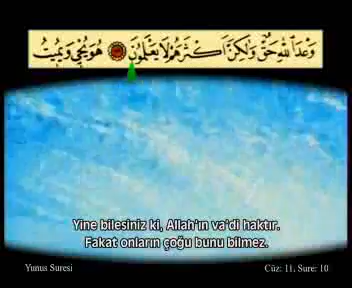 وَعْدَ اللَّهِ حَقٌّ وَلَٰكِنَّ أَكْثَرَهُمْ لَا يَعْلَمُونَ هُوَ يُحْيِي وَيُمِيتُ
Yine bilesiniz ki, Allah'ın va'di haktır.
Fakat onların çoğu bunu bilmez.
Yunus Suresi
Cüz: 11, Sure: 10